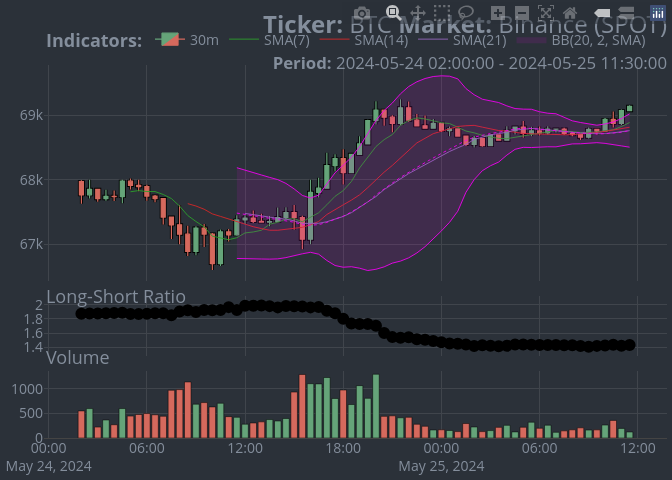 Ticker: BTC Market: Binance (SPOT)
Indicators: 30m SMA(7) SMA(14) SMA(21) BB(20, 2, SMA)
Period: 2024-05-24 02:00:00 - 2024-05-25 11:30:00
69k
68k
67k
Long-Short Ratio
2
1.8
1.6
1.4
Volume
1000
500
0
00:00 06:00 12:00 18:00 00:00 06:00 12:00
May 24, 2024 May 25, 2024